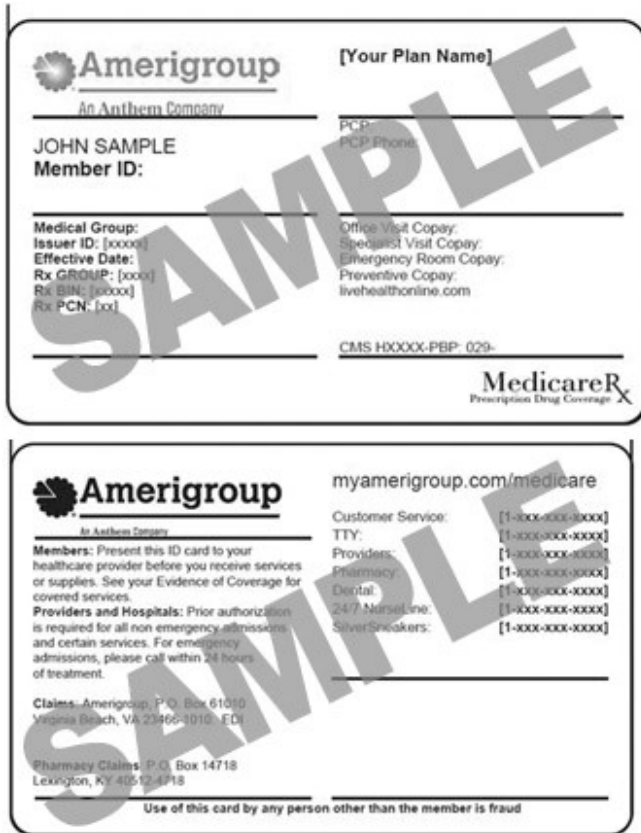 Amerigroup
An Anthem Company
[Your Plan Name]
JOHN SAMPLE
Member ID:
PCP:
PCP Phone:
Medical Group:
Issuer ID: [xxxxx]
Effective Date:
Rx GROUP: [xxxx]
Rx BIN: [xxxxx]
Rx PCN: [xx]
Office Visit Copay:
Specialist Visit Copay:
Emergency Room Copay:
Preventive Copay:
livehealthonline.com
CMS HXXXX-PBP: 029-
MedicareRx
Prescription Drug Coverage
SAMPLE
Amerigroup
An Anthem Company
Members: Present this ID card to your
healthcare provider before you receive services
or supplies. See your Evidence of Coverage for
covered services.
Providers and Hospitals: Prior authorization
is required for all non emergency admissions
and certain services. For emergency
admissions, please call within 24 hours
of treatment.
Claims: Amerigroup, P.O. Box 61010
Virginia Beach, VA 23466-1010. EDI
Pharmacy Claims: P.O. Box 14718
Lexington, KY 40512-4718
myamerigroup.com/medicare
Customer Service: [1-xxx-xxx-xxxx]
TTY: [1-xxx-xxx-xxxx]
Providers: [1-xxx-xxx-xxxx]
Pharmacy: [1-xxx-xxx-xxxx]
Dental: [1-xxx-xxx-xxxx]
24/7 NurseLine: [1-xxx-xxx-xxxx]
SilverSneakers: [1-xxx-xxx-xxxx]
Use of this card by any person other than the member is fraud
SAMPLE